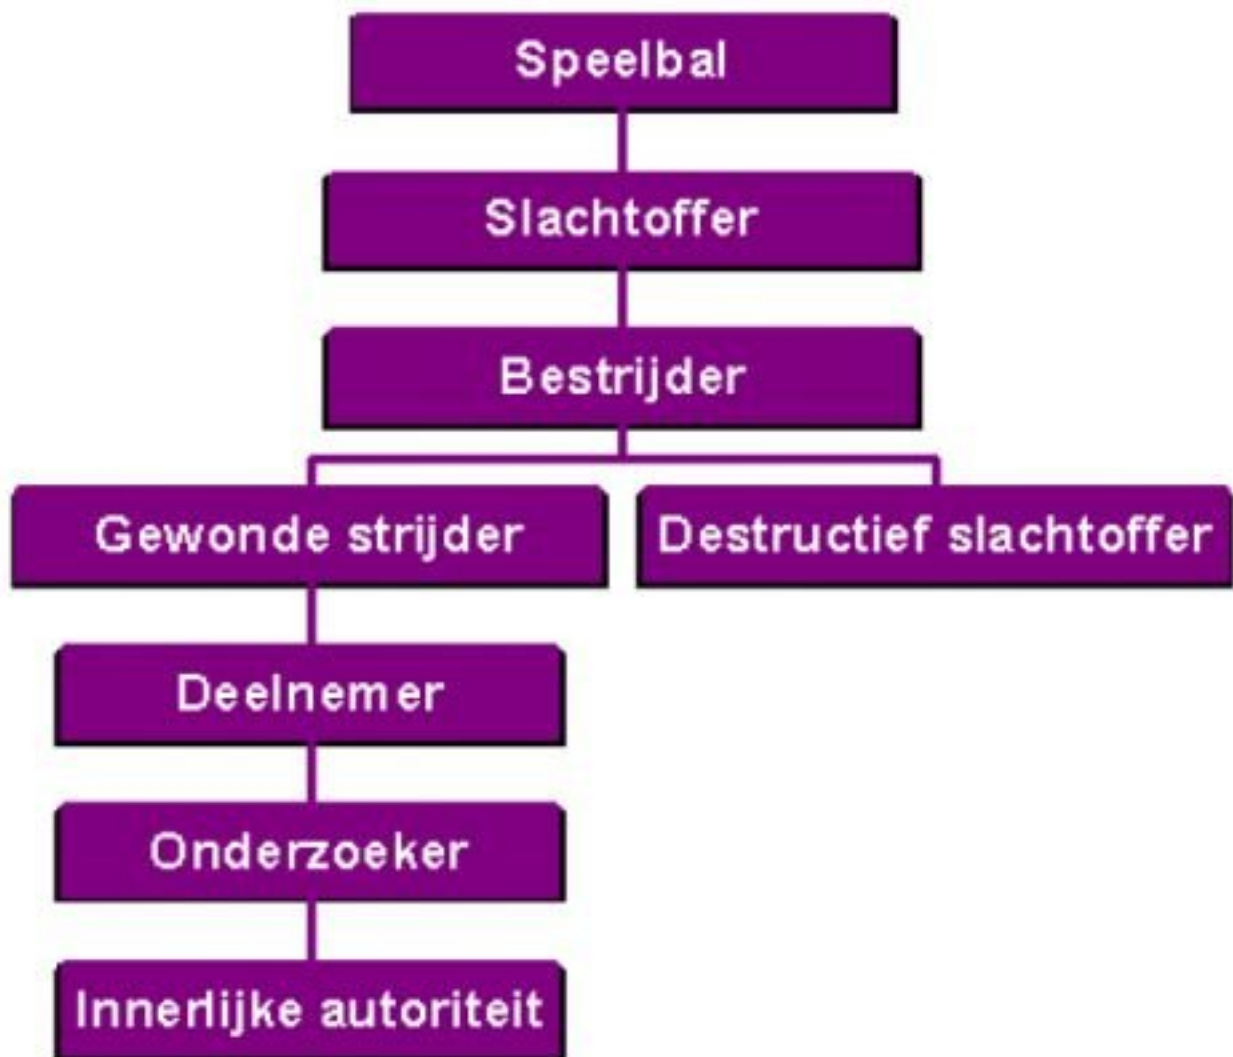 Speelbal
Slachtoffer
Bestrijder
Gewonde strijder
Destructief slachtoffer
Deelnemer
Onderzoeker
Innerlijke autoriteit